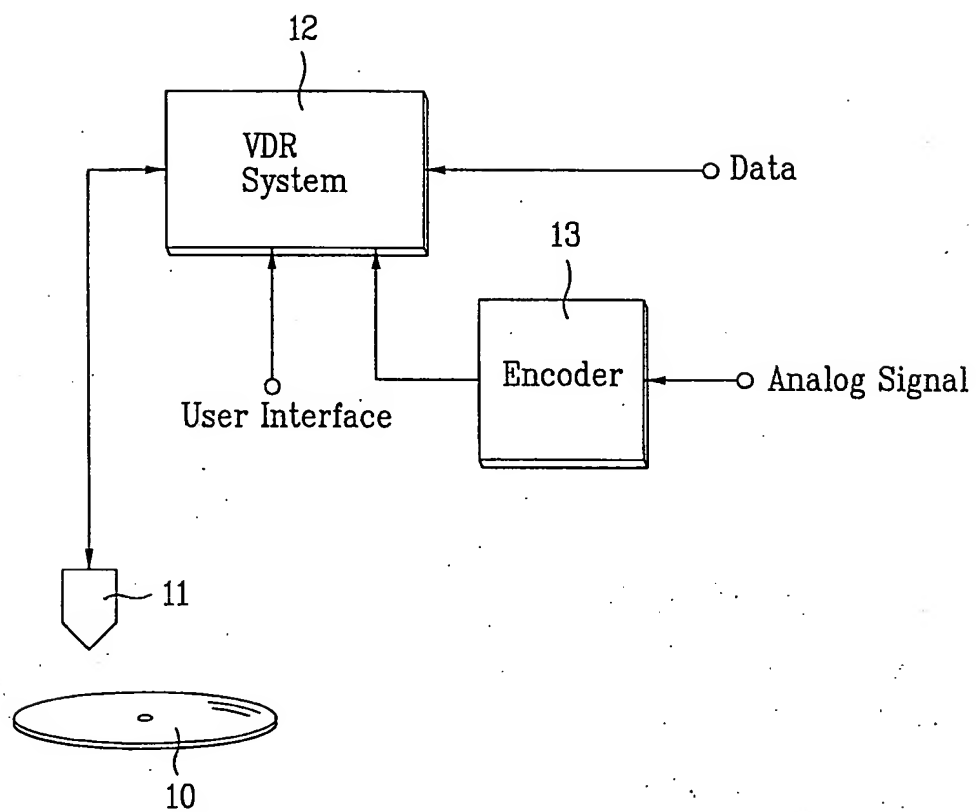 12
VDR
System
Data
13
Encoder
Analog Signal
User Interface
11
10